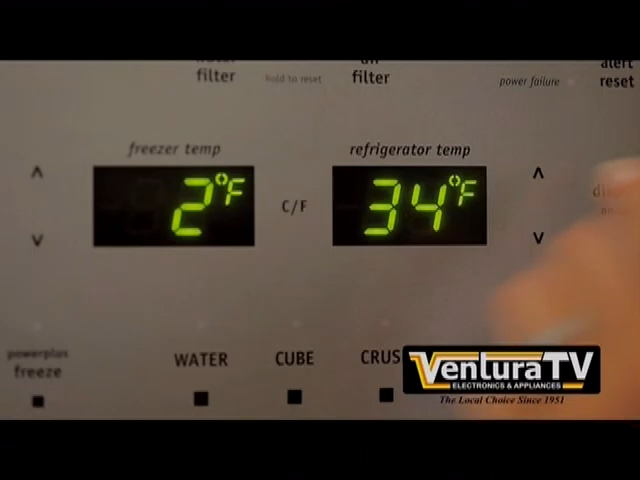 filter
hold to reset
filter
power failure
alert
reset
freezer temp
refrigerator temp
2°F
C/F
34°F
powerplus
freeze
WATER
CUBE
CRUS
VenturaTV
ELECTRONICS & APPLIANCES
The Local Choice Since 1951